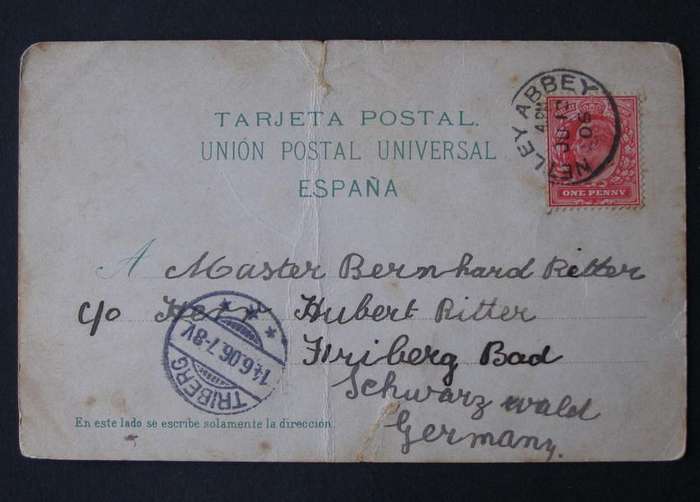 TARJETA POSTAL.
UNIÓN POSTAL UNIVERSAL
ESPAÑA
NETLEY ABBEY
ONE PENNY
A Master Bernhard Ritter
c/o Herr Hubert Ritter
Triberg Bad
Schwarzwald
Germany.
TRIBERG
14.6.06.7-8V.
En este lado se escribe solamente la dirección.